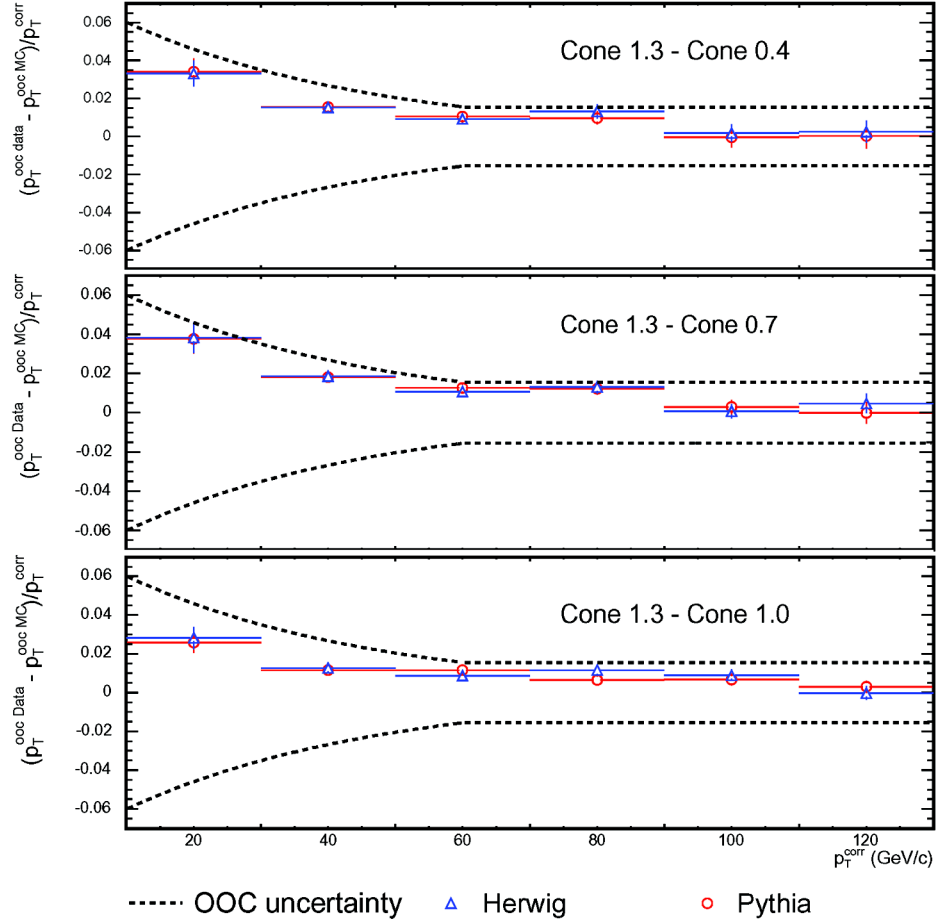 (p_T^ooc data - p_T^ooc MC)/p_T^corr
0.06
0.04
0.02
0
-0.02
-0.04
-0.06
Cone 1.3 - Cone 0.4
(p_T^ooc Data - p_T^ooc MC)/p_T^corr
0.06
0.04
0.02
0
-0.02
-0.04
-0.06
Cone 1.3 - Cone 0.7
(p_T^ooc Data - p_T^ooc MC)/p_T^corr
0.06
0.04
0.02
0
-0.02
-0.04
-0.06
Cone 1.3 - Cone 1.0
20 40 60 80 100 120
p_T^corr (GeV/c)
OOC uncertainty Herwig Pythia